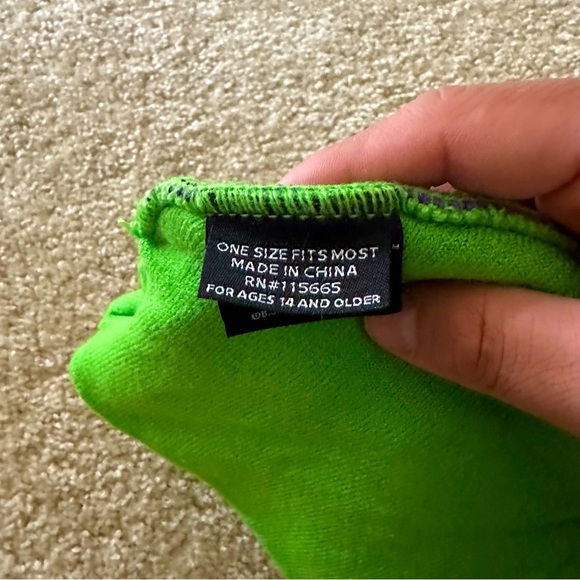 ONE SIZE FITS MOST
MADE IN CHINA
RN#115665
FOR AGES 14 AND OLDER